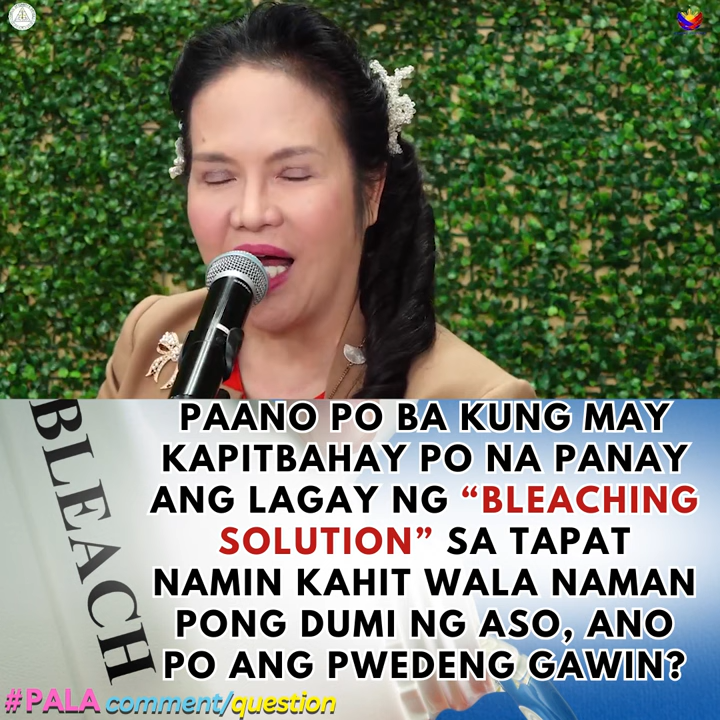 BLEACH
PAANO PO BA KUNG MAY
KAPITBAHAY PO NA PANAY
ANG LAGAY NG “BLEACHING
SOLUTION” SA TAPAT
NAMIN KAHIT WALA NAMAN
PONG DUMI NG ASO, ANO
PO ANG PWEDENG GAWIN?
#PALA comment/question